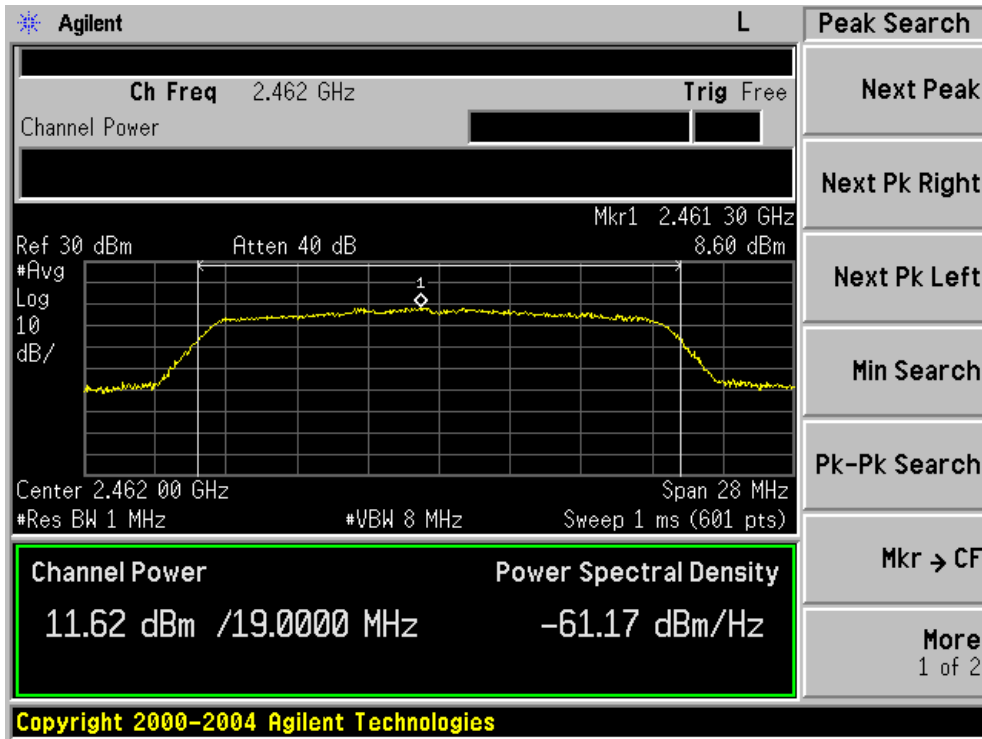 Agilent L Peak Search
Ch Freq 2.462 GHz Trig Free
Channel Power
Mkr1 2.461 30 GHz
Ref 30 dBm Atten 40 dB 8.60 dBm
#Avg
Log
10
dB/
1
Center 2.462 00 GHz Span 28 MHz
#Res BW 1 MHz #VBW 8 MHz Sweep 1 ms (601 pts)
Channel Power Power Spectral Density
11.62 dBm /19.0000 MHz -61.17 dBm/Hz
Copyright 2000-2004 Agilent Technologies
Next Peak
Next Pk Right
Next Pk Left
Min Search
Pk-Pk Search
Mkr → CF
More
1 of 2